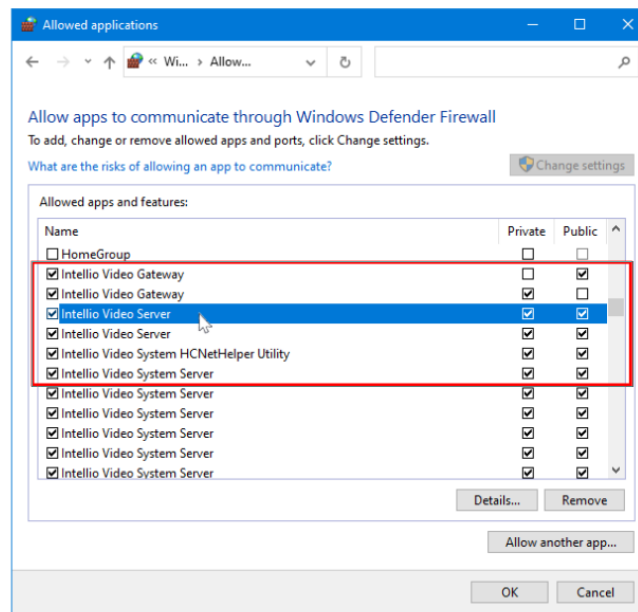 Allowed applications
« Wi... › Allow...
Allow apps to communicate through Windows Defender Firewall
To add, change or remove allowed apps and ports, click Change settings.
What are the risks of allowing an app to communicate?
Change settings
Allowed apps and features:
Name Private Public
HomeGroup
Intellio Video Gateway
Intellio Video Gateway
Intellio Video Server
Intellio Video Server
Intellio Video System HCNetHelper Utility
Intellio Video System Server
Intellio Video System Server
Intellio Video System Server
Intellio Video System Server
Intellio Video System Server
Intellio Video System Server
Details... Remove
Allow another app...
OK Cancel